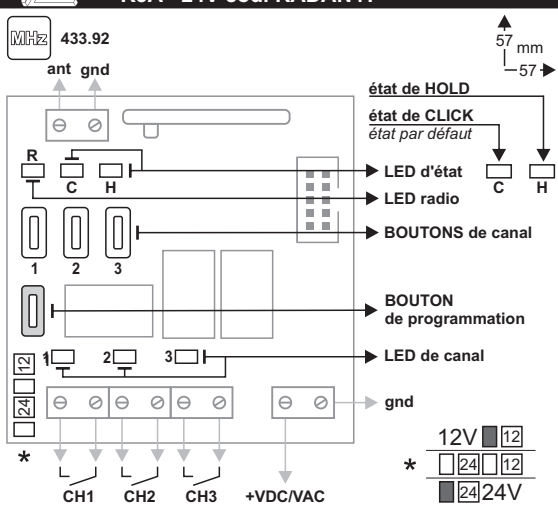 MHz 433.92
57
mm
57
ant gnd
état de HOLD
état de CLICK
état par défaut
R
C H
LED d'état
C H
LED radio
BOUTONS de canal
1 2 3
BOUTON
de programmation
1 2 3
LED de canal
12
24
gnd
*
CH1 CH2 CH3 +VDC/VAC
12V 12
* 24 12
24 24V